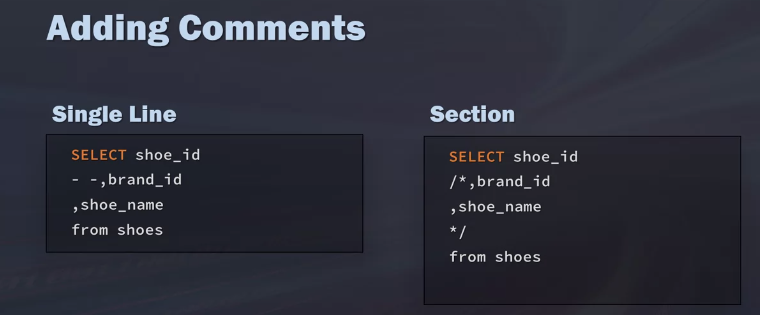 Adding Comments
Single Line
SELECT shoe_id
- -,brand_id
,shoe_name
from shoes
Section
SELECT shoe_id
/*,brand_id
,shoe_name
*/
from shoes